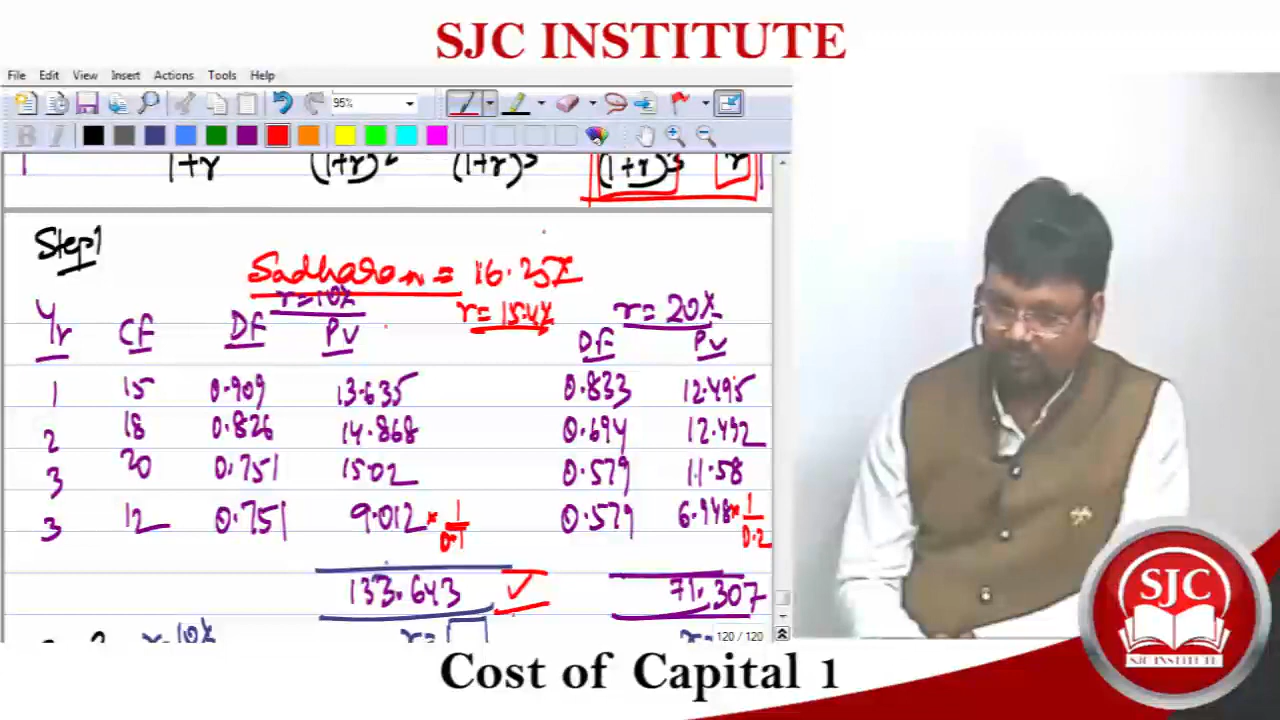 SJC INSTITUTE
File Edit View Insert Actions Tools Help
95%
B I
1+r (1+r)2 (1+r)3 (1+r)3 r
Step1
Sadharan = 16.25%
r=10% r= 15.4% r= 20%
Yr CF DF PV DF PV
1 15 0.909 13.635 0.833 12.495
2 18 0.826 14.868 0.694 12.492
3 20 0.751 15.02 0.579 11.58
3 12 0.751 9.012 × 1/0.1 0.579 6.948 × 1/0.2
133.643 ✓ 71.307
r=10% r=
120 / 120
SJC
SJC INSTITUTE
Cost of Capital 1